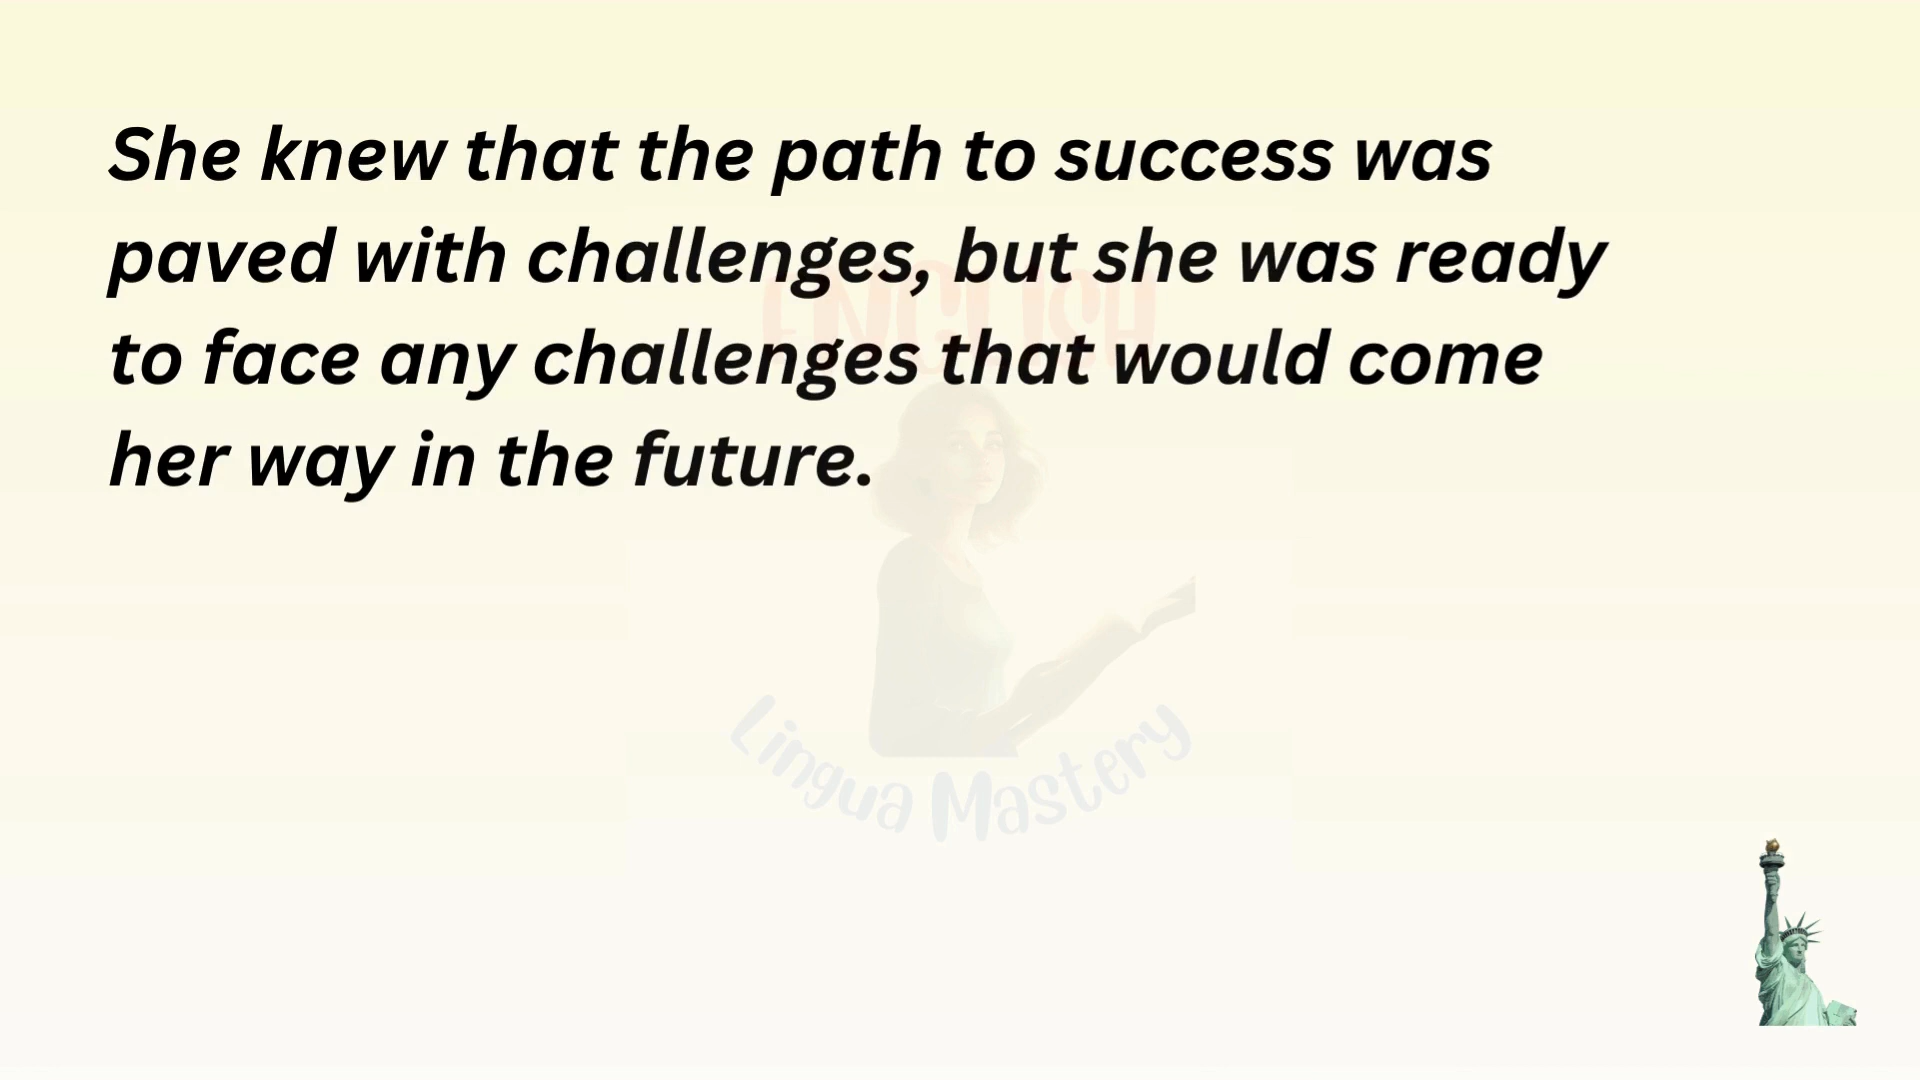 She knew that the path to success was
paved with challenges, but she was ready
to face any challenges that would come
her way in the future.
ENGLISH
Lingua Mastery